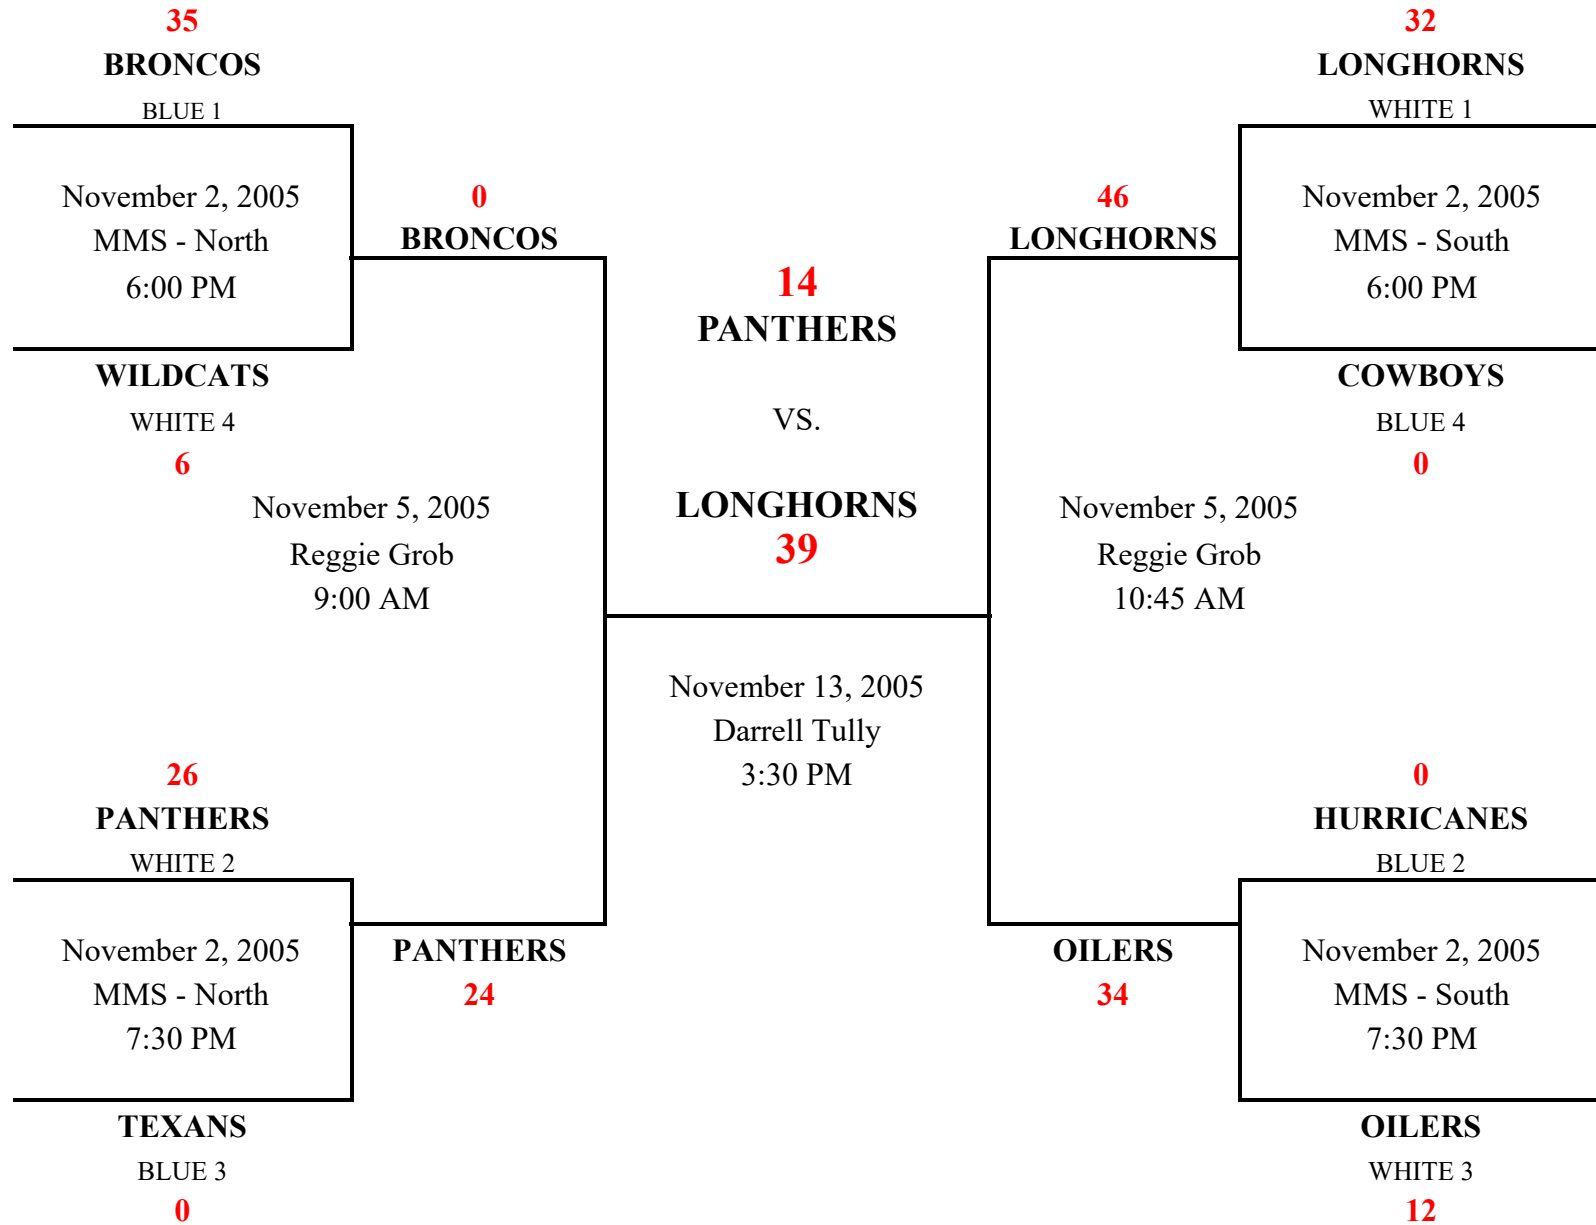 35
BRONCOS
BLUE 1
November 2, 2005
MMS - North
6:00 PM
WILDCATS
WHITE 4
6
0
BRONCOS
November 5, 2005
Reggie Grob
9:00 AM
26
PANTHERS
WHITE 2
November 2, 2005
MMS - North
7:30 PM
TEXANS
BLUE 3
0
PANTHERS
24
14
PANTHERS
VS.
LONGHORNS
39
November 13, 2005
Darrell Tully
3:30 PM
32
LONGHORNS
WHITE 1
November 2, 2005
MMS - South
6:00 PM
COWBOYS
BLUE 4
0
46
LONGHORNS
November 5, 2005
Reggie Grob
10:45 AM
0
HURRICANES
BLUE 2
November 2, 2005
MMS - South
7:30 PM
OILERS
WHITE 3
12
OILERS
34